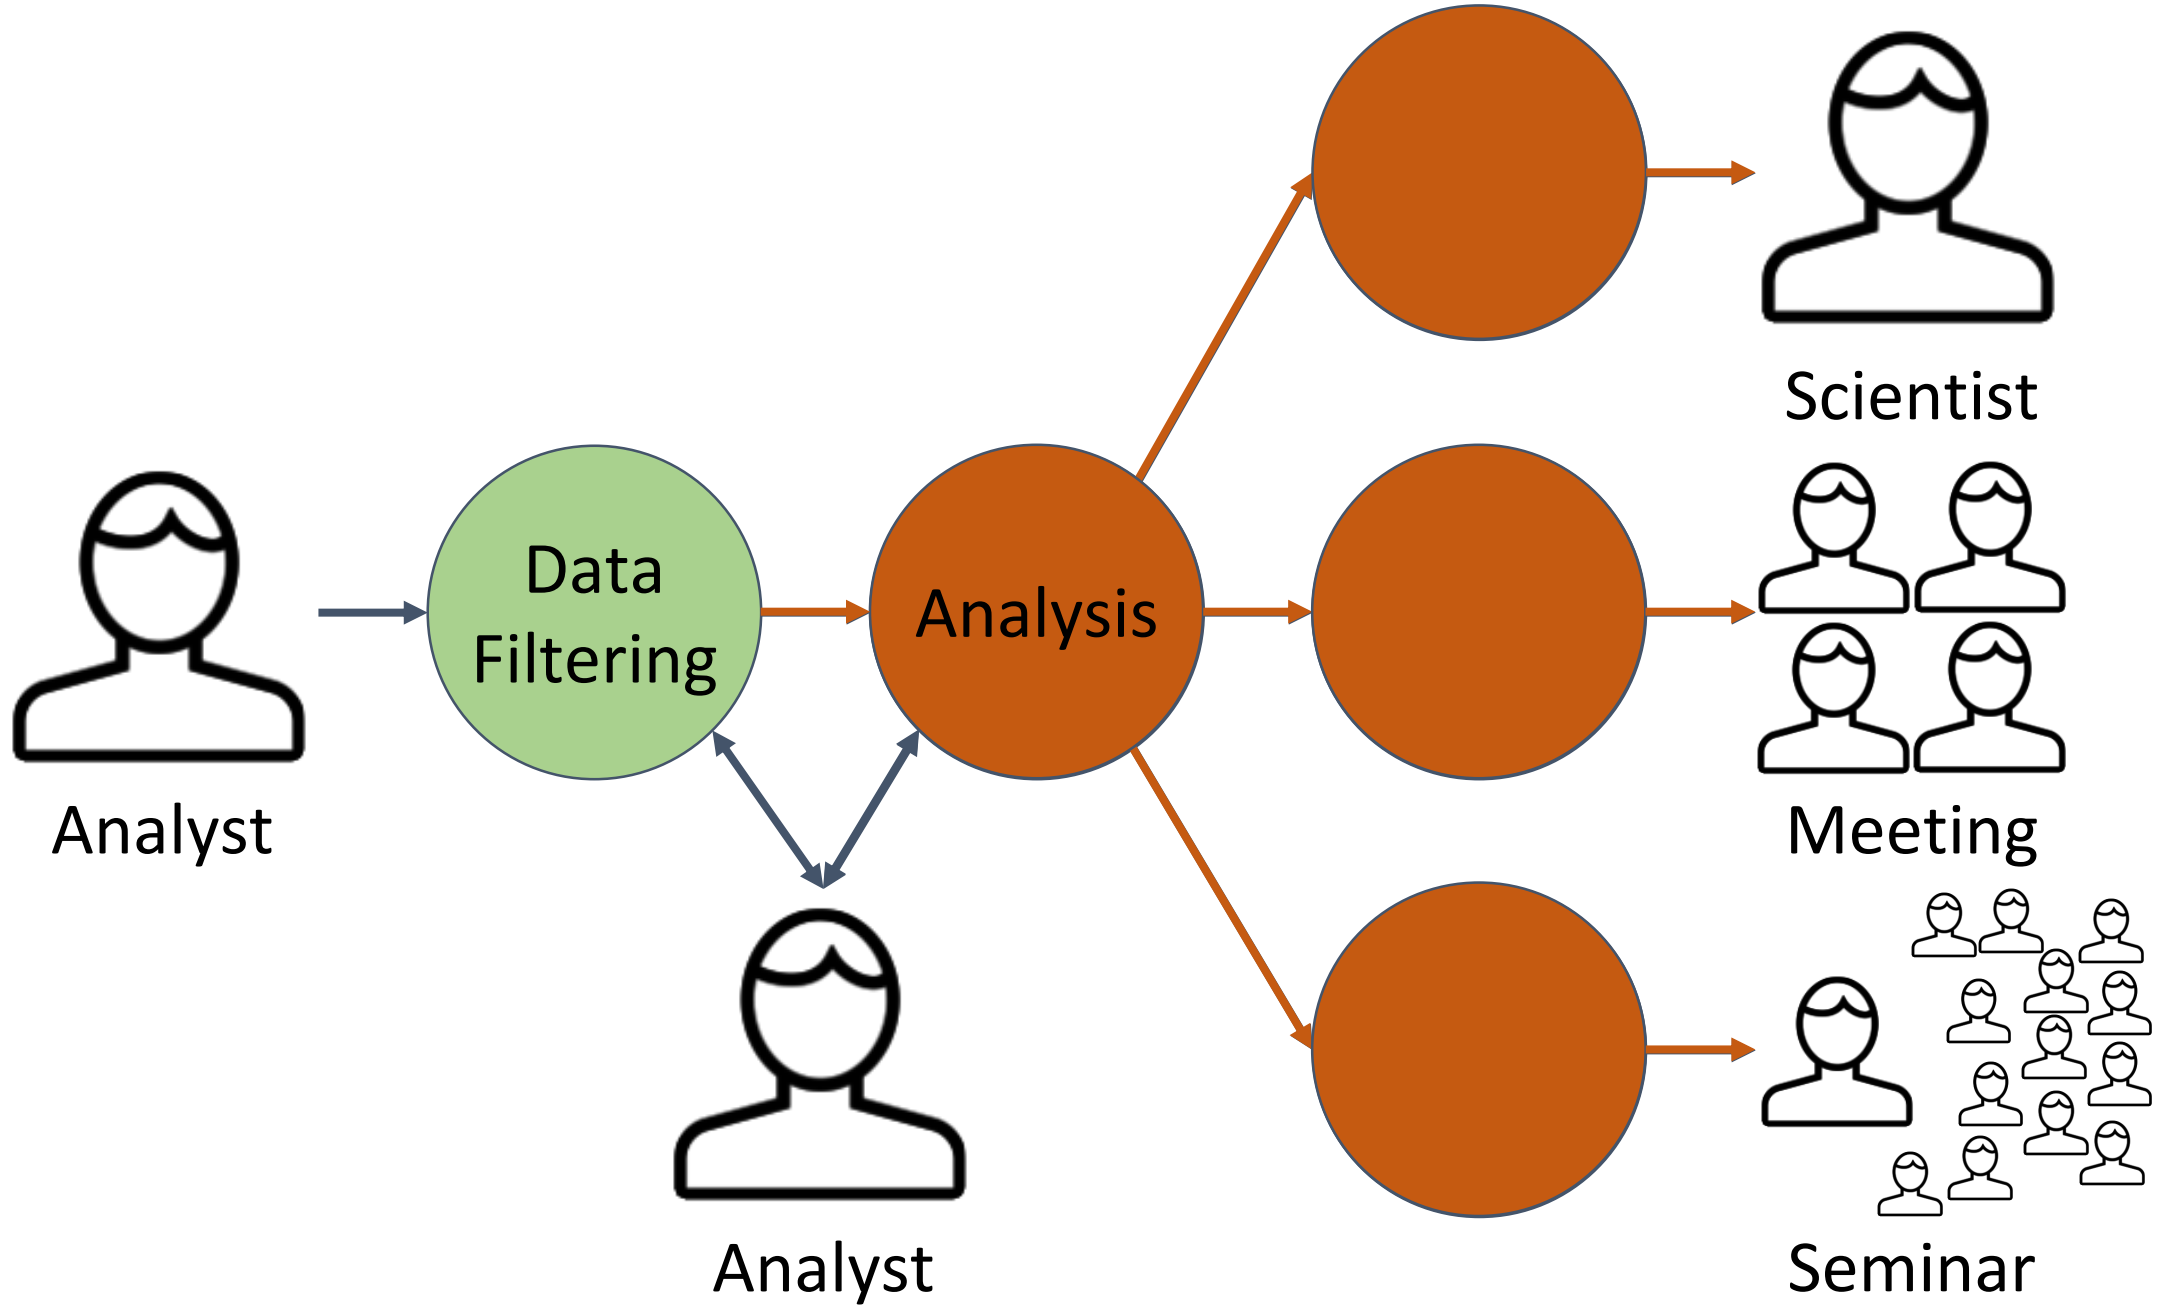 Scientist
Data
Filtering
Analysis
Analyst
Meeting
Analyst
Seminar